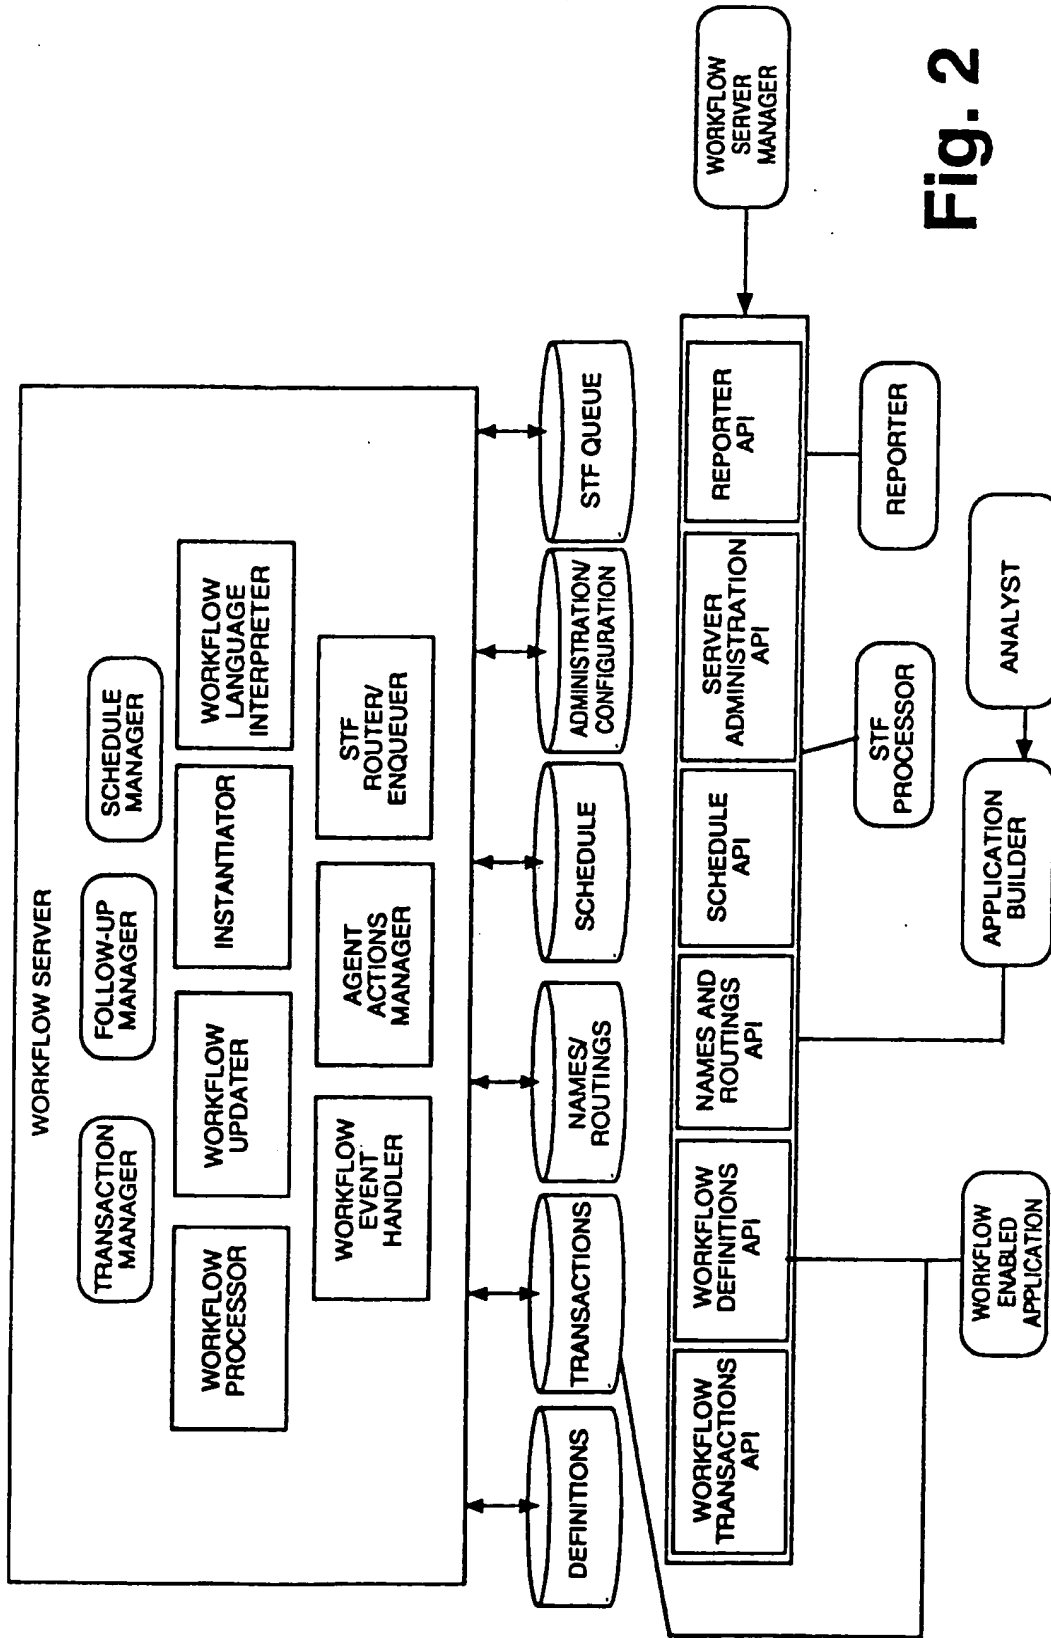 WORKFLOW SERVER
TRANSACTION
MANAGER
FOLLOW-UP
MANAGER
SCHEDULE
MANAGER
WORKFLOW
PROCESSOR
WORKFLOW
UPDATER
INSTANTIATOR
WORKFLOW
LANGUAGE
INTERPRETER
WORKFLOW
EVENT
HANDLER
AGENT
ACTIONS
MANAGER
STF
ROUTER/
ENQUEUER
DEFINITIONS
TRANSACTIONS
NAMES/
ROUTINGS
SCHEDULE
ADMINISTRATION/
CONFIGURATION
STF QUEUE
WORKFLOW
TRANSACTIONS
API
WORKFLOW
DEFINITIONS
API
NAMES AND
ROUTINGS
API
SCHEDULE
API
SERVER
ADMINISTRATION
API
REPORTER
API
WORKFLOW
SERVER
MANAGER
WORKFLOW
ENABLED
APPLICATION
APPLICATION
BUILDER
STF
PROCESSOR
REPORTER
ANALYST
Fig. 2